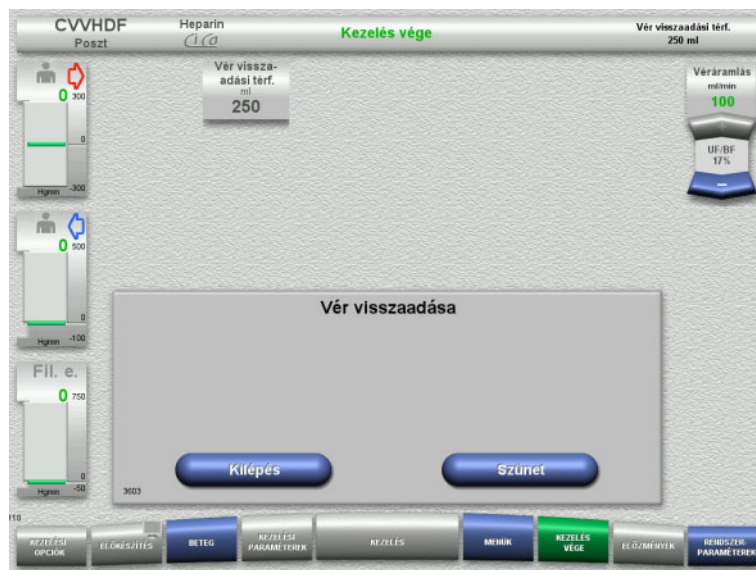 CVVHDF
Poszt
Heparin
CiCa
Kezelés vége
Vér visszaadási térf.
250 ml
0
300
0
-300
Hgmm
Vér vissza-
adási térf.
ml
250
Véráramlás
ml/min
100
+
UF/BF
17%
−
0
500
0
-100
Hgmm
Fil. e.
0
750
0
-50
Hgmm
Vér visszaadása
Kilépés
Szünet
3603
KEZELÉSI
OPCIÓK
ELŐKÉSZÍTÉS
BETEG
KEZELÉSI
PARAMÉTEREK
KEZELÉS
MENÜK
KEZELÉS
VÉGE
ELŐZMÉNYEK
RENDSZER-
PARAMÉTEREK